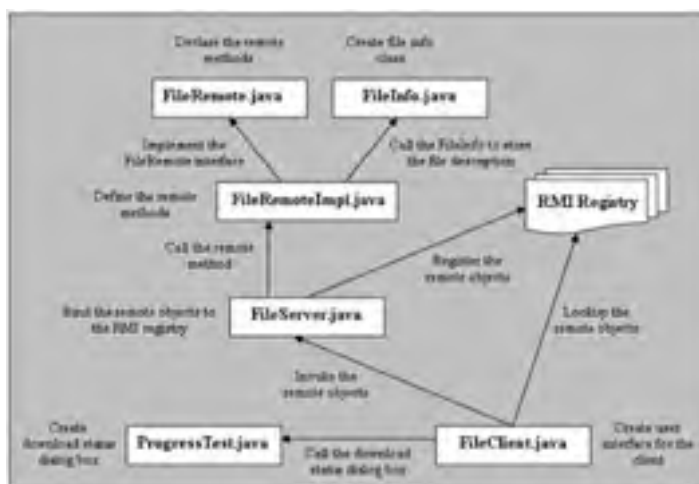 Declare the remote
methods
Create file info
class
FileRemote.java
FileInfo.java
Implement the
FileRemote interface
Call the FileInfo to store
the file description
Define the remote
methods
FileRemoteImpl.java
RMI Registry
Call the remote
method
Register the
remote objects
Bind the remote objects to
the RMI registry
FileServer.java
Lookup the
remote objects
Invoke the
remote objects
Create
download status
dialog box
ProgressTest.java
Call the download
status dialog box
FileClient.java
Create user
interface for the
client